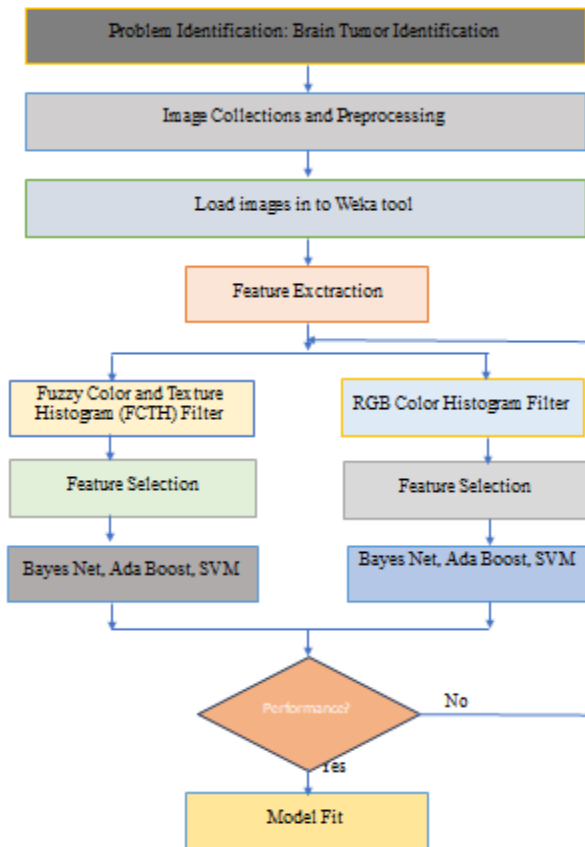 Problem Identification: Brain Tumor Identification
Image Collections and Preprocessing
Load images in to Weka tool
Feature Exctraction
Fuzzy Color and Texture
Histogram (FCTH) Filter
RGB Color Histogram Filter
Feature Selection
Feature Selection
Bayes Net, Ada Boost, SVM
Bayes Net, Ada Boost, SVM
Performance?
No
Yes
Model Fit